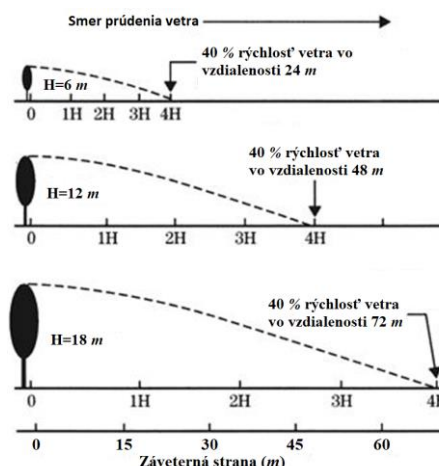 Smer prúdenia vetra
40 % rýchlosť vetra vo
vzdialenosti 24 m
H=6 m
0 1H 2H 3H 4H
40 % rýchlosť vetra
vo vzdialenosti 48 m
H=12 m
0 1H 2H 3H 4H
40 % rýchlosť vetra
vo vzdialenosti 72 m
H=18 m
0 1H 2H 3H 4H
0 15 30 45 60
Záveterná strana (m)